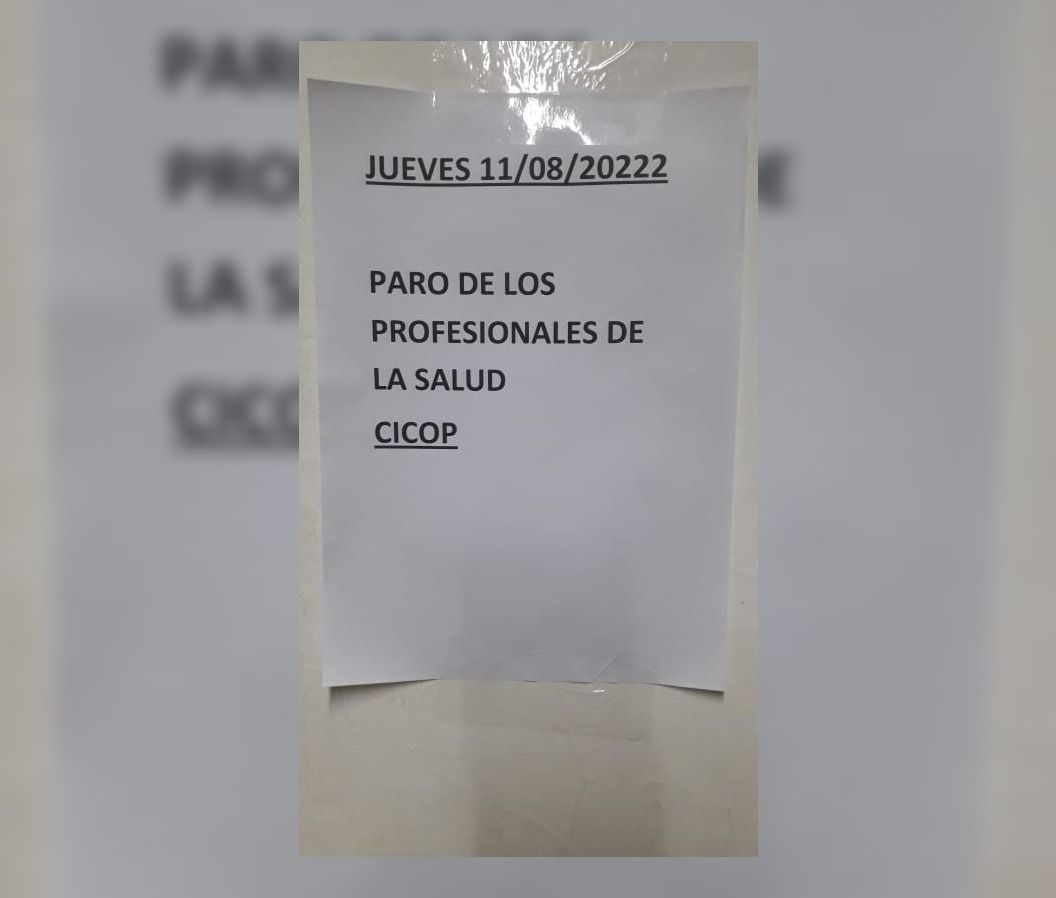 JUEVES 11/08/20222
PARO DE LOS
PROFESIONALES DE
LA SALUD
CICOP